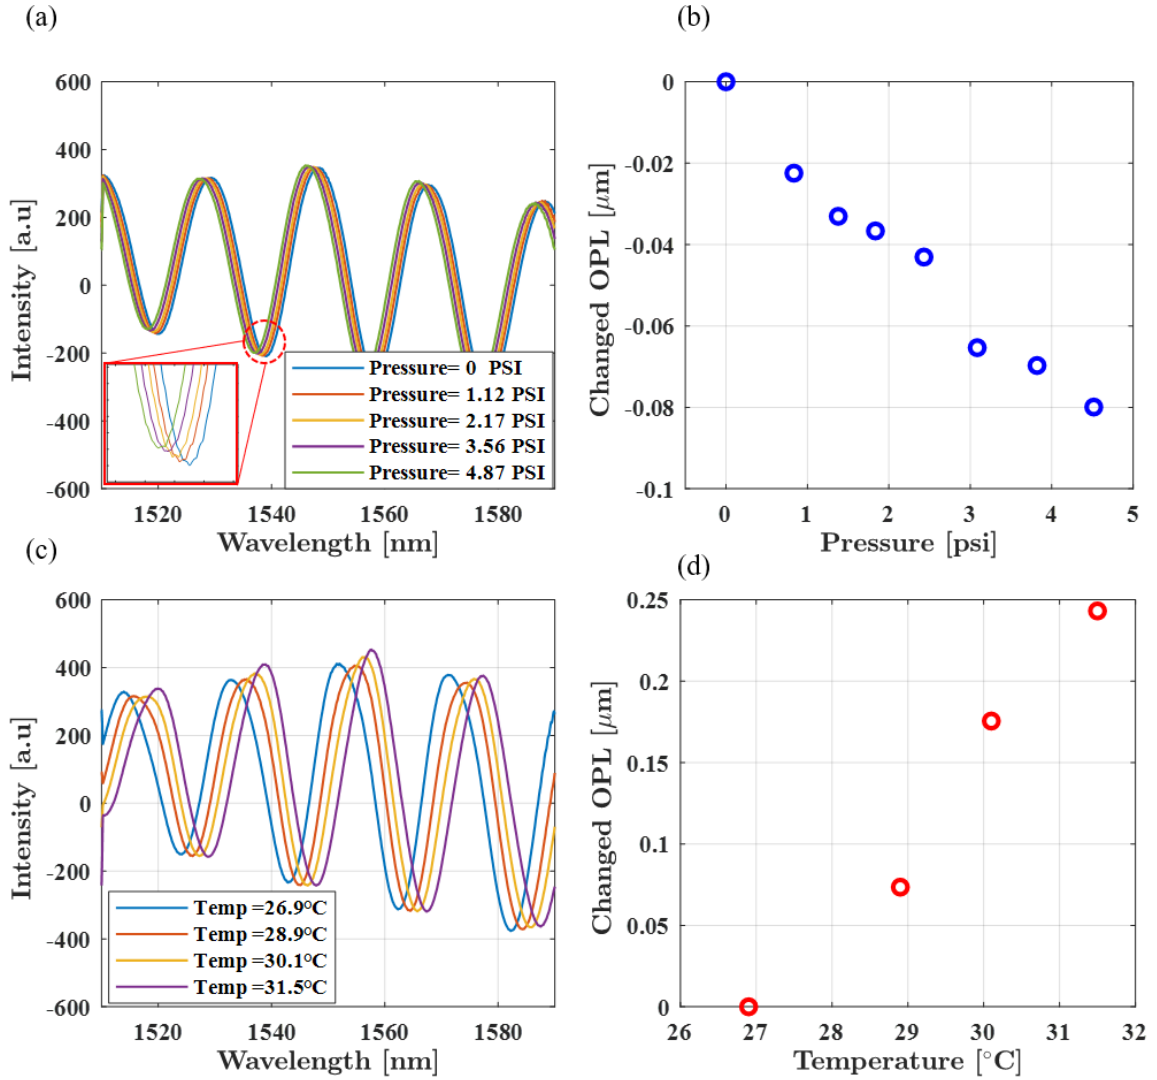 (a)
600
400
200
0
-200
-400
-600
Intensity [a.u]
1520
1540
1560
1580
Wavelength [nm]
Pressure= 0 PSI
Pressure= 1.12 PSI
Pressure= 2.17 PSI
Pressure= 3.56 PSI
Pressure= 4.87 PSI
(b)
0
-0.02
-0.04
-0.06
-0.08
-0.1
Changed OPL [μm]
0
1
2
3
4
5
Pressure [psi]
(c)
600
400
200
0
-200
-400
-600
Intensity [a.u]
1520
1540
1560
1580
Wavelength [nm]
Temp =26.9°C
Temp =28.9°C
Temp =30.1°C
Temp =31.5°C
(d)
0.25
0.2
0.15
0.1
0.05
0
Changed OPL [μm]
26
27
28
29
30
31
32
Temperature [°C]